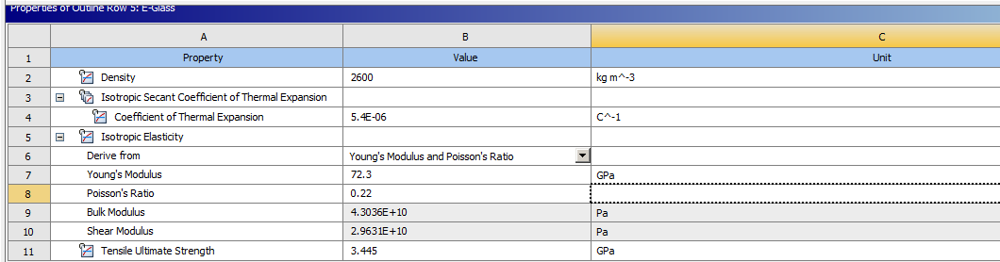 Properties of Outline Row 5: E-Glass
A B C
1 Property Value Unit
2 Density 2600 kg m^-3
3 Isotropic Secant Coefficient of Thermal Expansion
4 Coefficient of Thermal Expansion 5.4E-06 C^-1
5 Isotropic Elasticity
6 Derive from Young's Modulus and Poisson's Ratio
7 Young's Modulus 72.3 GPa
8 Poisson's Ratio 0.22
9 Bulk Modulus 4.3036E+10 Pa
10 Shear Modulus 2.9631E+10 Pa
11 Tensile Ultimate Strength 3.445 GPa